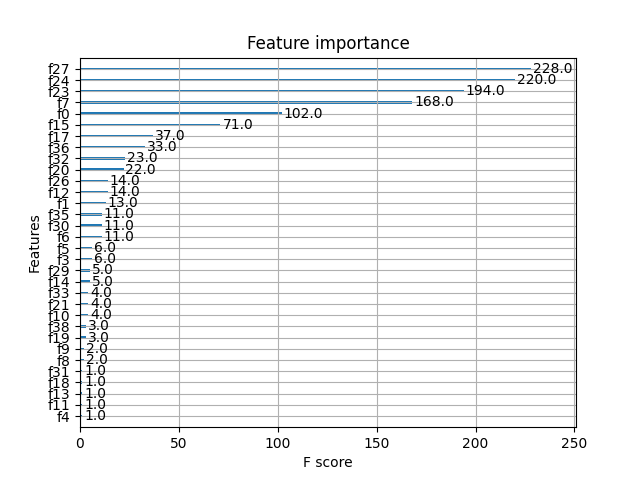 Feature importance
Features
f27 228.0
f24 220.0
f23 194.0
f7 168.0
f0 102.0
f15 71.0
f17 37.0
f36 33.0
f32 23.0
f20 22.0
f26 14.0
f12 14.0
f1 13.0
f35 11.0
f30 11.0
f6 11.0
f5 6.0
f3 6.0
f29 5.0
f14 5.0
f33 4.0
f21 4.0
f10 4.0
f38 3.0
f19 3.0
f9 2.0
f8 2.0
f31 1.0
f18 1.0
f13 1.0
f11 1.0
f4 1.0
0 50 100 150 200 250
F score